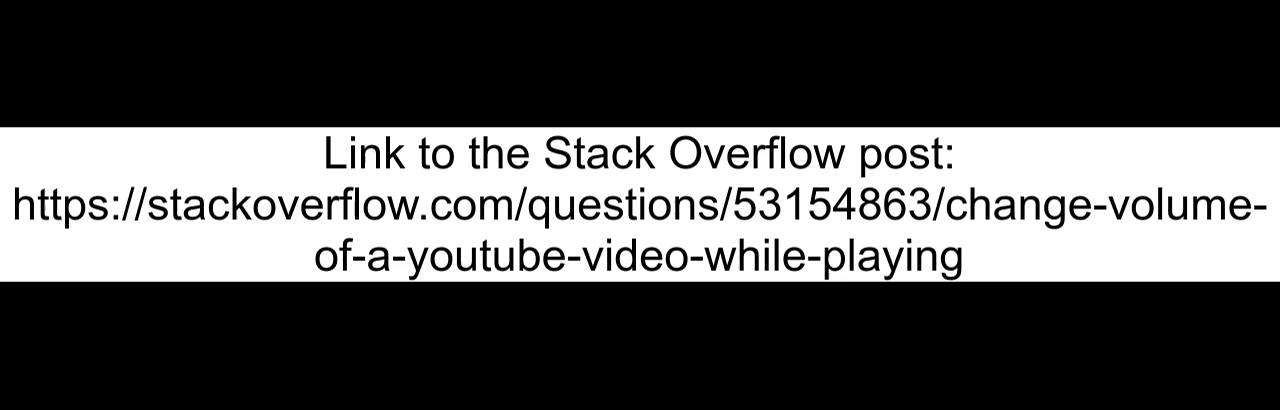 Link to the Stack Overflow post:
https://stackoverflow.com/questions/53154863/change-volume-
of-a-youtube-video-while-playing